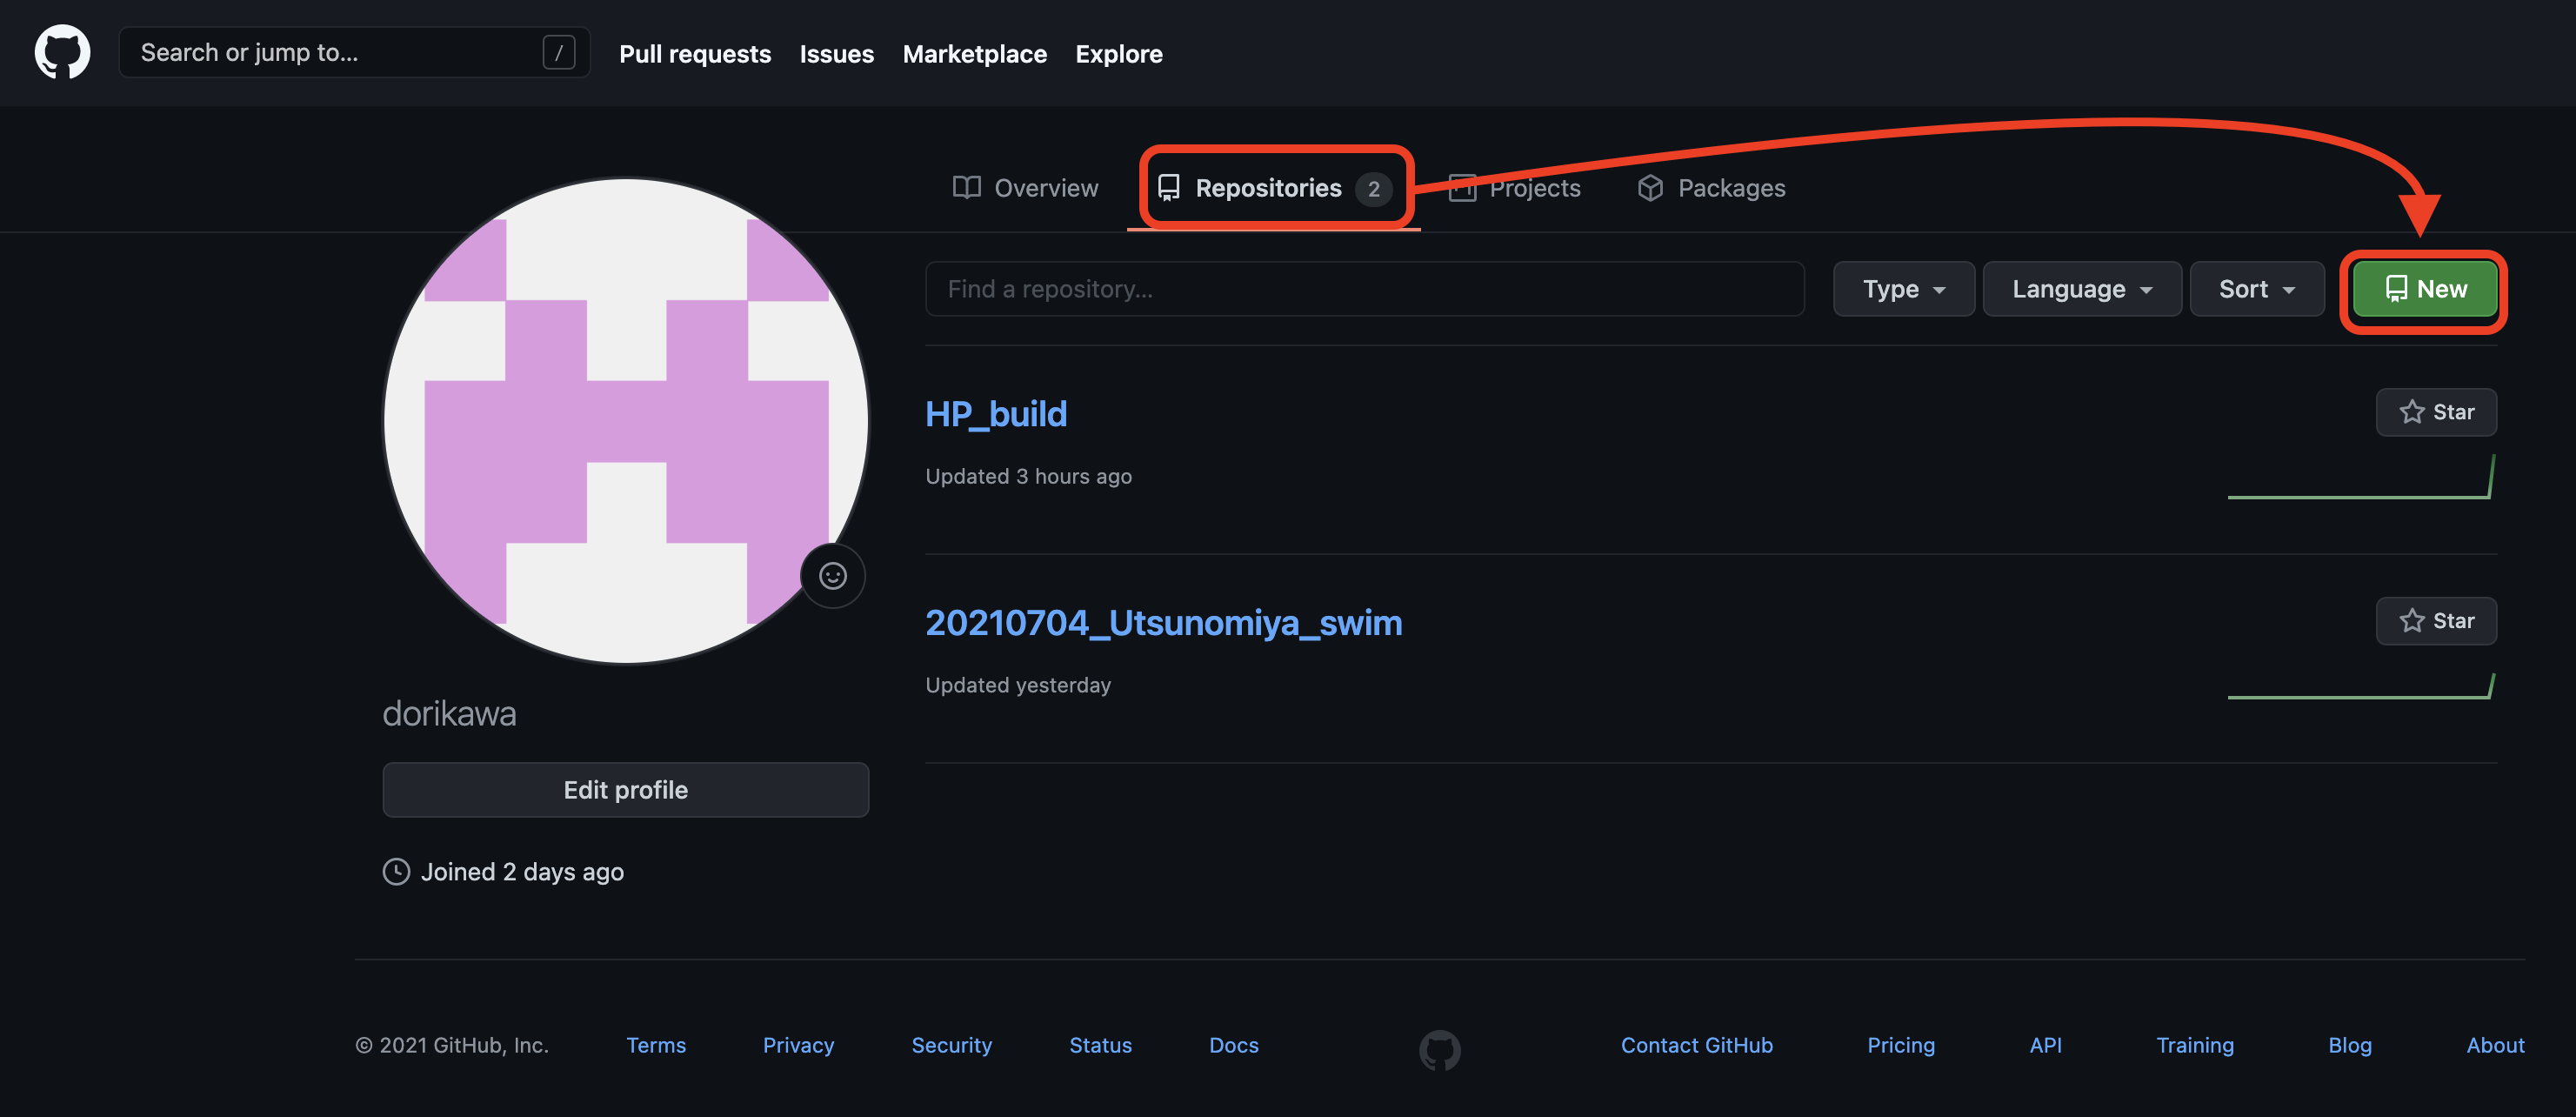 Search or jump to... /
Pull requests Issues Marketplace Explore
Overview Repositories 2 Projects Packages
Find a repository... Type Language Sort New
HP_build Star
Updated 3 hours ago
20210704_Utsunomiya_swim Star
Updated yesterday
dorikawa
Edit profile
Joined 2 days ago
© 2021 GitHub, Inc. Terms Privacy Security Status Docs Contact GitHub Pricing API Training Blog About